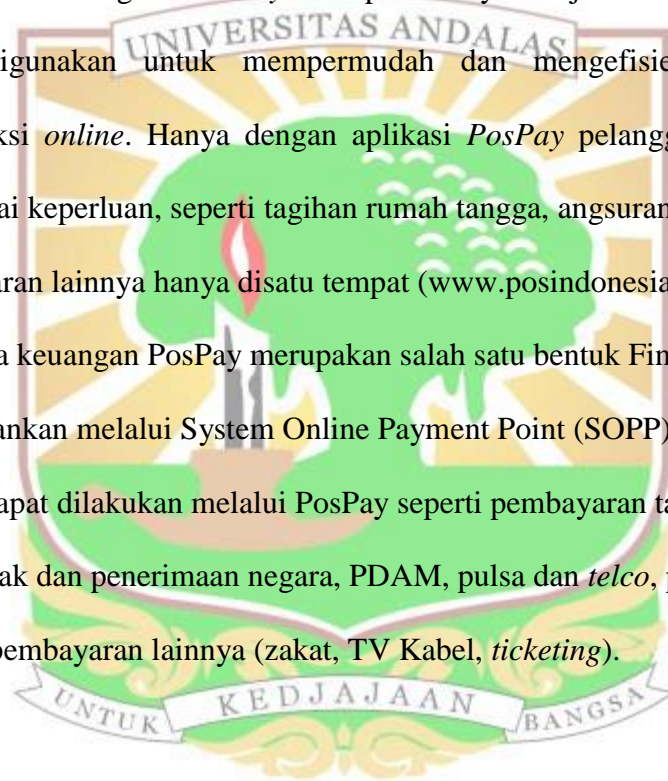 UNIVERSITAS ANDALAS
igunakan untuk mempermudah dan mengefisie
ksi online. Hanya dengan aplikasi PosPay pelangg
ai keperluan, seperti tagihan rumah tangga, angsuran
aran lainnya hanya disatu tempat (www.posindonesia
a keuangan PosPay merupakan salah satu bentuk Fin
ankan melalui System Online Payment Point (SOPP)
apat dilakukan melalui PosPay seperti pembayaran ta
ak dan penerimaan negara, PDAM, pulsa dan telco, p
pembayaran lainnya (zakat, TV Kabel, ticketing).
UNTUK KEDJAJAAN BANGSA